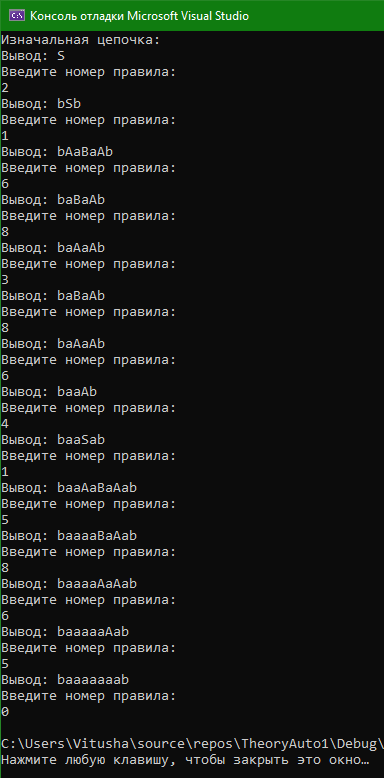 Консоль отладки Microsoft Visual Studio
Изначальная цепочка:
Вывод: S
Введите номер правила:
2
Вывод: bSb
Введите номер правила:
1
Вывод: bAaBaAb
Введите номер правила:
6
Вывод: baBaAb
Введите номер правила:
8
Вывод: baAaAb
Введите номер правила:
3
Вывод: baBaAb
Введите номер правила:
8
Вывод: baAaAb
Введите номер правила:
6
Вывод: baaAb
Введите номер правила:
4
Вывод: baaSab
Введите номер правила:
1
Вывод: baaAaBaAab
Введите номер правила:
5
Вывод: baaaaBaAab
Введите номер правила:
8
Вывод: baaaaAaAab
Введите номер правила:
6
Вывод: baaaaaAab
Введите номер правила:
5
Вывод: baaaaaaab
Введите номер правила:
0
C:\Users\Vitusha\source\repos\TheoryAuto1\Debug\
Нажмите любую клавишу, чтобы закрыть это окно…